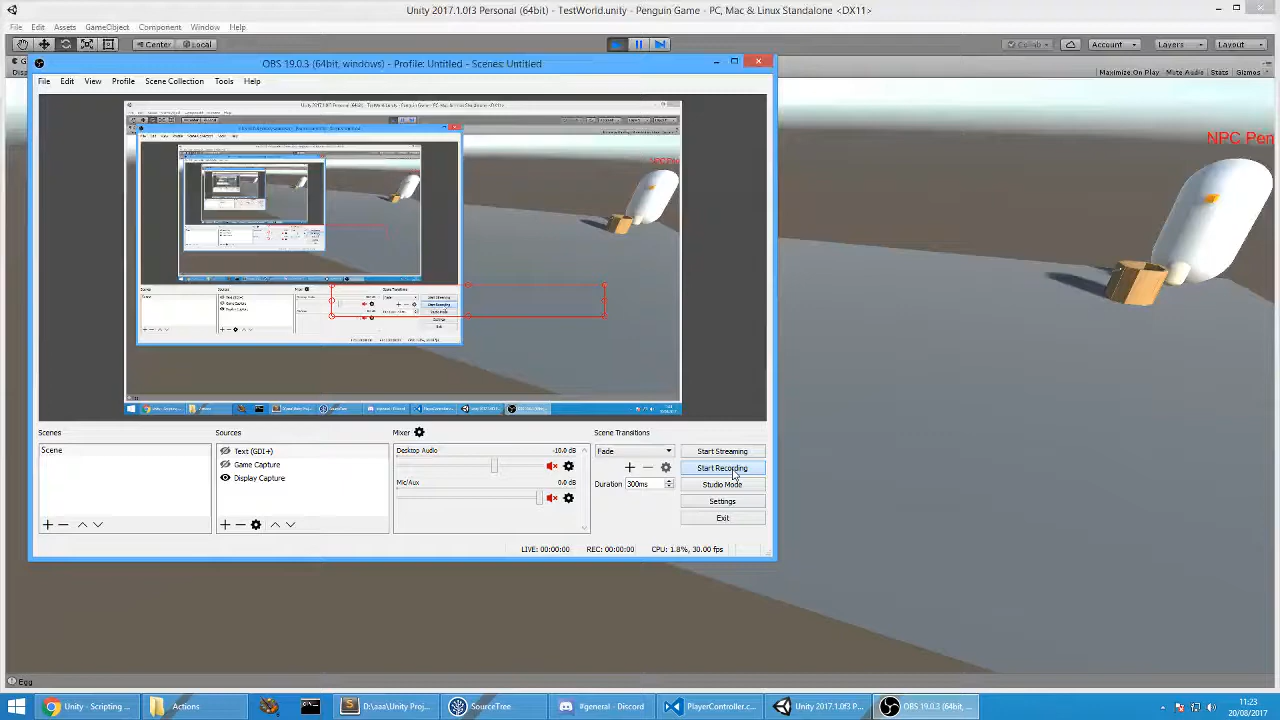 Unity 2017.1.0f3 Personal (64bit) - TestWorld.unity - Penguin Game - PC, Mac & Linux Standalone <DX11>
File Edit Assets GameObject Component Window Help
Center Local Collab Account Layers Layout
Maximize On Play Mute Audio Stats Gizmos
OBS 19.0.3 (64bit, windows) - Profile: Untitled - Scenes: Untitled
File Edit View Profile Scene Collection Tools Help
NPC Pen
Scenes
Scene
Sources
Text (GDI+)
Game Capture
Display Capture
Mixer
Desktop Audio -10.0 dB
Mic/Aux 0.0 dB
Scene Transitions
Fade
Duration 300ms
Start Streaming
Start Recording
Studio Mode
Settings
Exit
LIVE: 00:00:00 REC: 00:00:00 CPU: 1.8%, 30.00 fps
Egg
Unity - Scripting ...
Actions
D:\aaa\Unity Proj...
SourceTree
#general - Discord
PlayerController.c...
Unity 2017.1.0f3 P...
OBS 19.0.3 (64bit, ...
11:23
20/08/2017